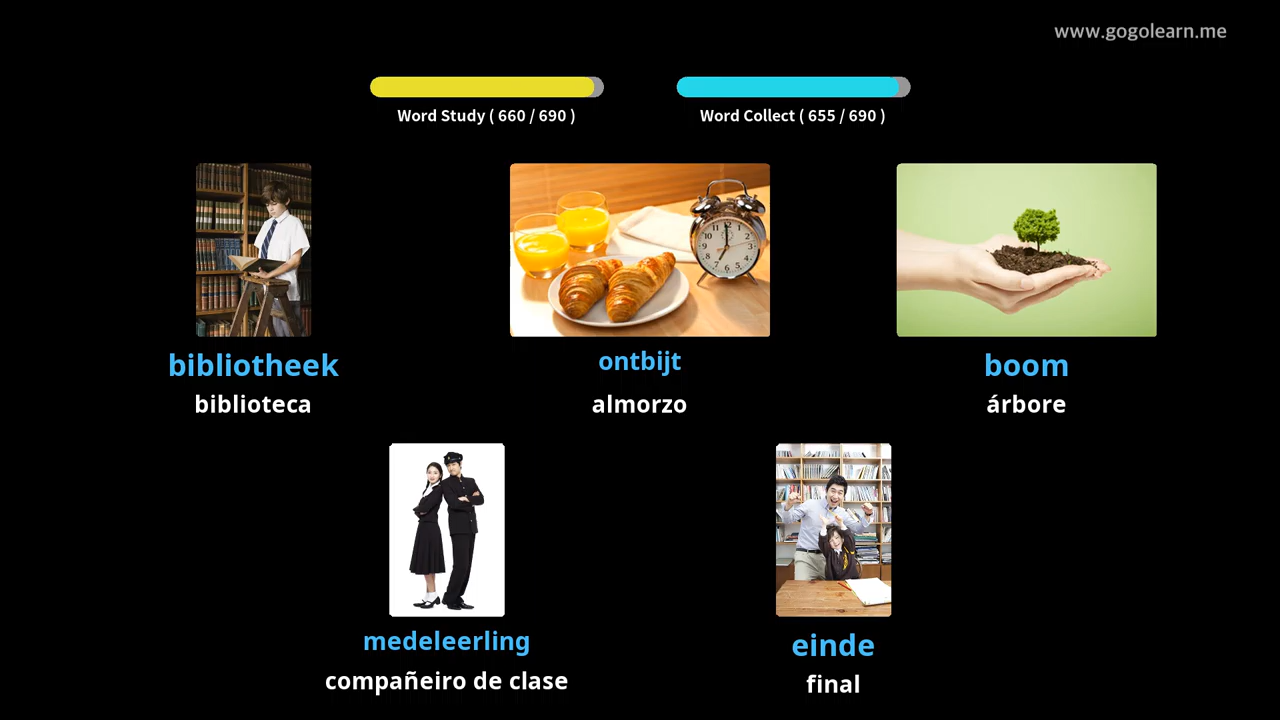 www.gogolearn.me
Word Study ( 660 / 690 )
Word Collect ( 655 / 690 )
bibliotheek
biblioteca
ontbijt
almorzo
boom
árbore
medeleerling
compañeiro de clase
einde
final